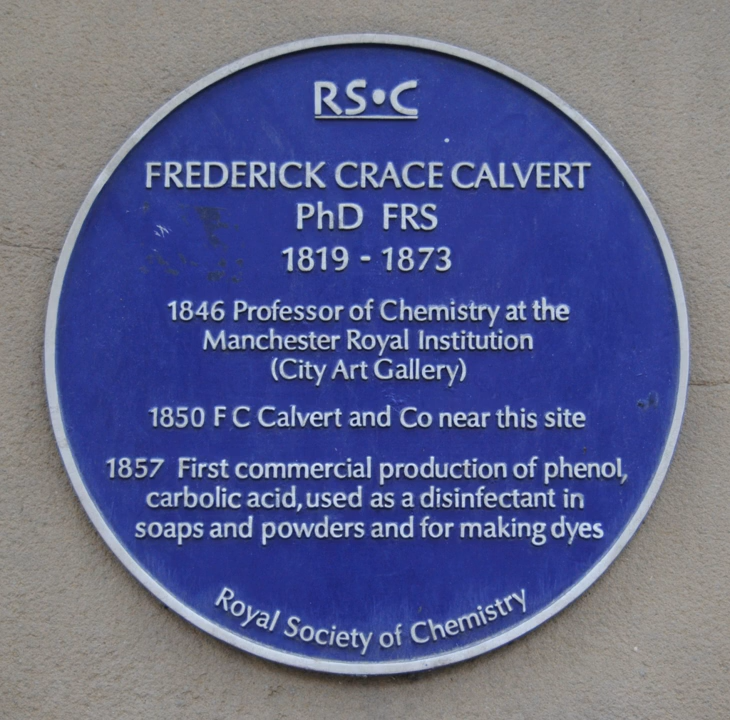 RS•C
FREDERICK CRACE CALVERT
PhD FRS
1819 - 1873
1846 Professor of Chemistry at the
Manchester Royal Institution
(City Art Gallery)
1850 F C Calvert and Co near this site
1857 First commercial production of phenol,
carbolic acid, used as a disinfectant in
soaps and powders and for making dyes
Royal Society of Chemistry